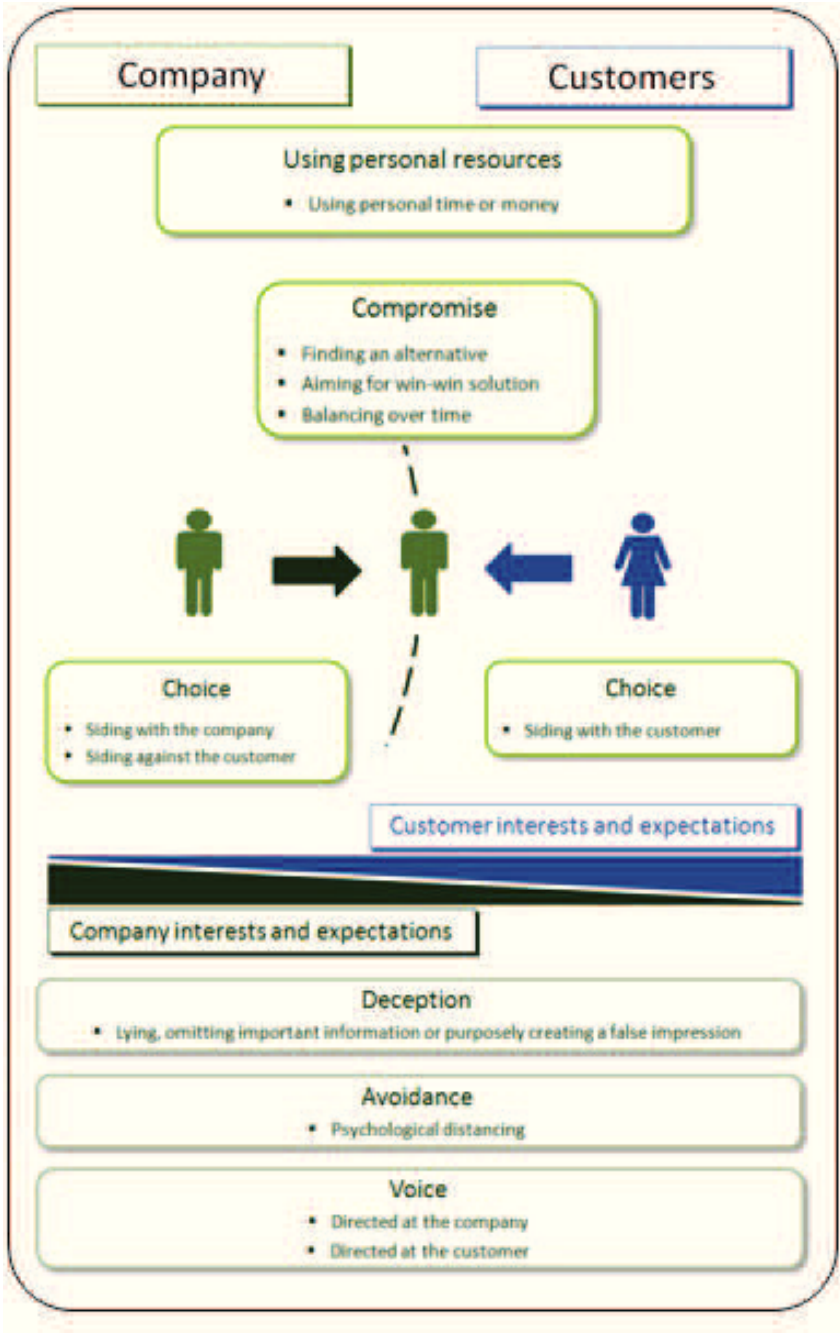 Company
Customers
Using personal resources
▪ Using personal time or money
Compromise
▪ Finding an alternative
▪ Aiming for win-win solution
▪ Balancing over time
Choice
▪ Siding with the company
▪ Siding against the customer
Choice
▪ Siding with the customer
Customer interests and expectations
Company interests and expectations
Deception
▪ Lying, omitting important information or purposely creating a false impression
Avoidance
▪ Psychological distancing
Voice
▪ Directed at the company
▪ Directed at the customer